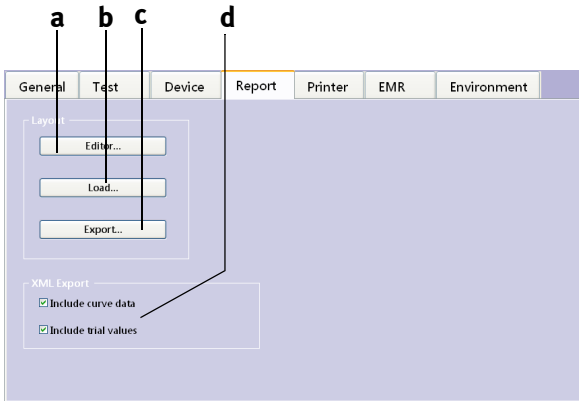 a b c d
General Test Device Report Printer EMR Environment
Layout
Editor...
Load...
Export...
XML Export
Include curve data
Include trial values